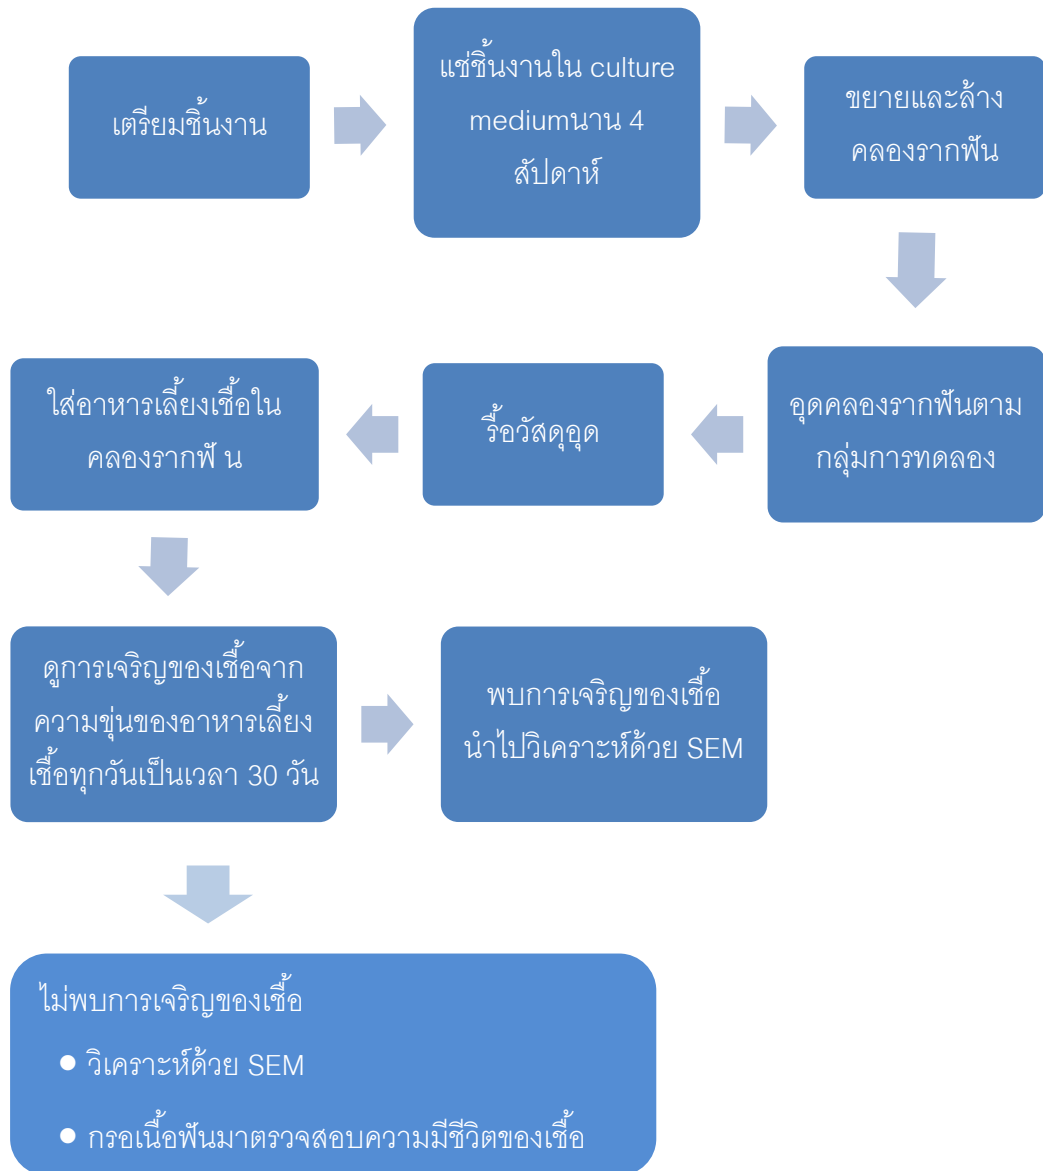 เตรียมชิ้นงาน
แช่ชิ้นงานใน culture
mediumนาน 4
สัปดาห์
ขยายและล้าง
คลองรากฟัน
อุดคลองรากฟันตาม
กลุ่มการทดลอง
รื้อวัสดุอุด
ใส่อาหารเลี้ยงเชื้อใน
คลองรากฟั น
ดูการเจริญของเชื้อจาก
ความขุ่นของอาหารเลี้ยง
เชื้อทุกวันเป็นเวลา 30 วัน
พบการเจริญของเชื้อ
นำไปวิเคราะห์ด้วย SEM
ไม่พบการเจริญของเชื้อ
● วิเคราะห์ด้วย SEM
● กรอเนื้อฟันมาตรวจสอบความมีชีวิตของเชื้อ